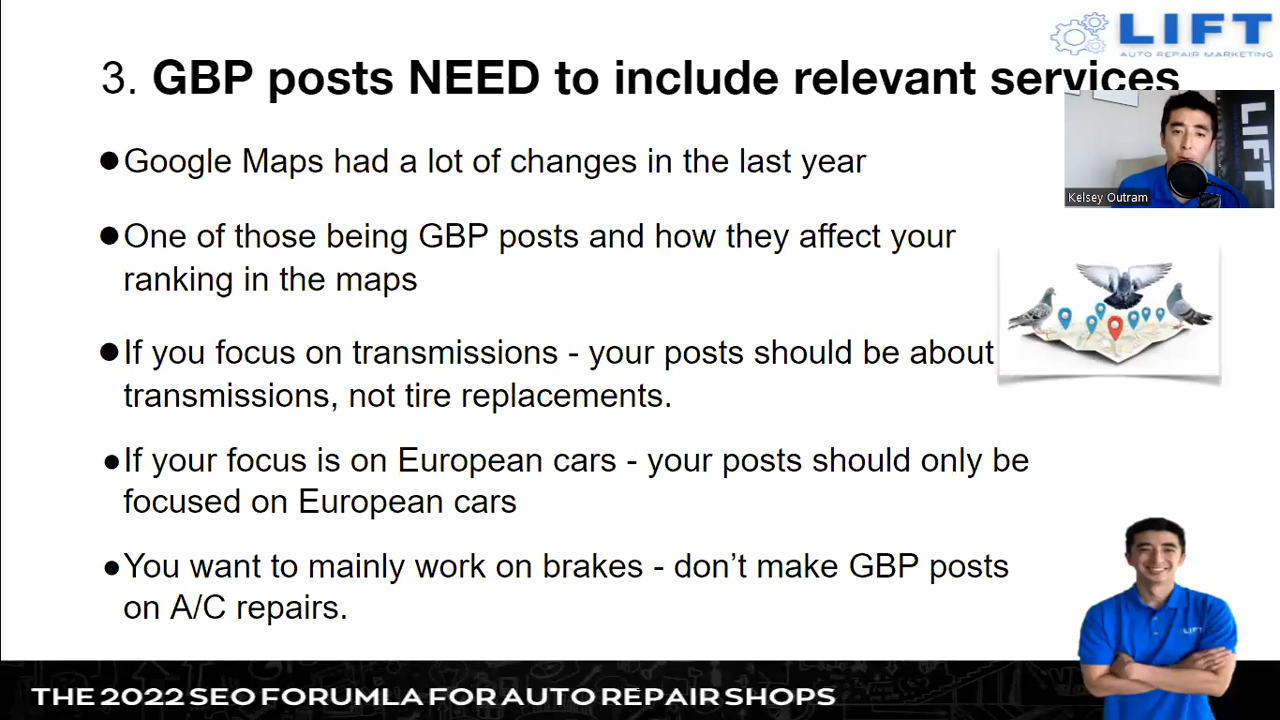 LIFT
AUTO REPAIR MARKETING
3. GBP posts NEED to include relevant services
LIFT
Kelsey Outram
●Google Maps had a lot of changes in the last year
●One of those being GBP posts and how they affect your
ranking in the maps
●If you focus on transmissions - your posts should be about
transmissions, not tire replacements.
●If your focus is on European cars - your posts should only be
focused on European cars
●You want to mainly work on brakes - don’t make GBP posts
on A/C repairs.
LIFT
THE 2022 SEO FORUMLA FOR AUTO REPAIR SHOPS